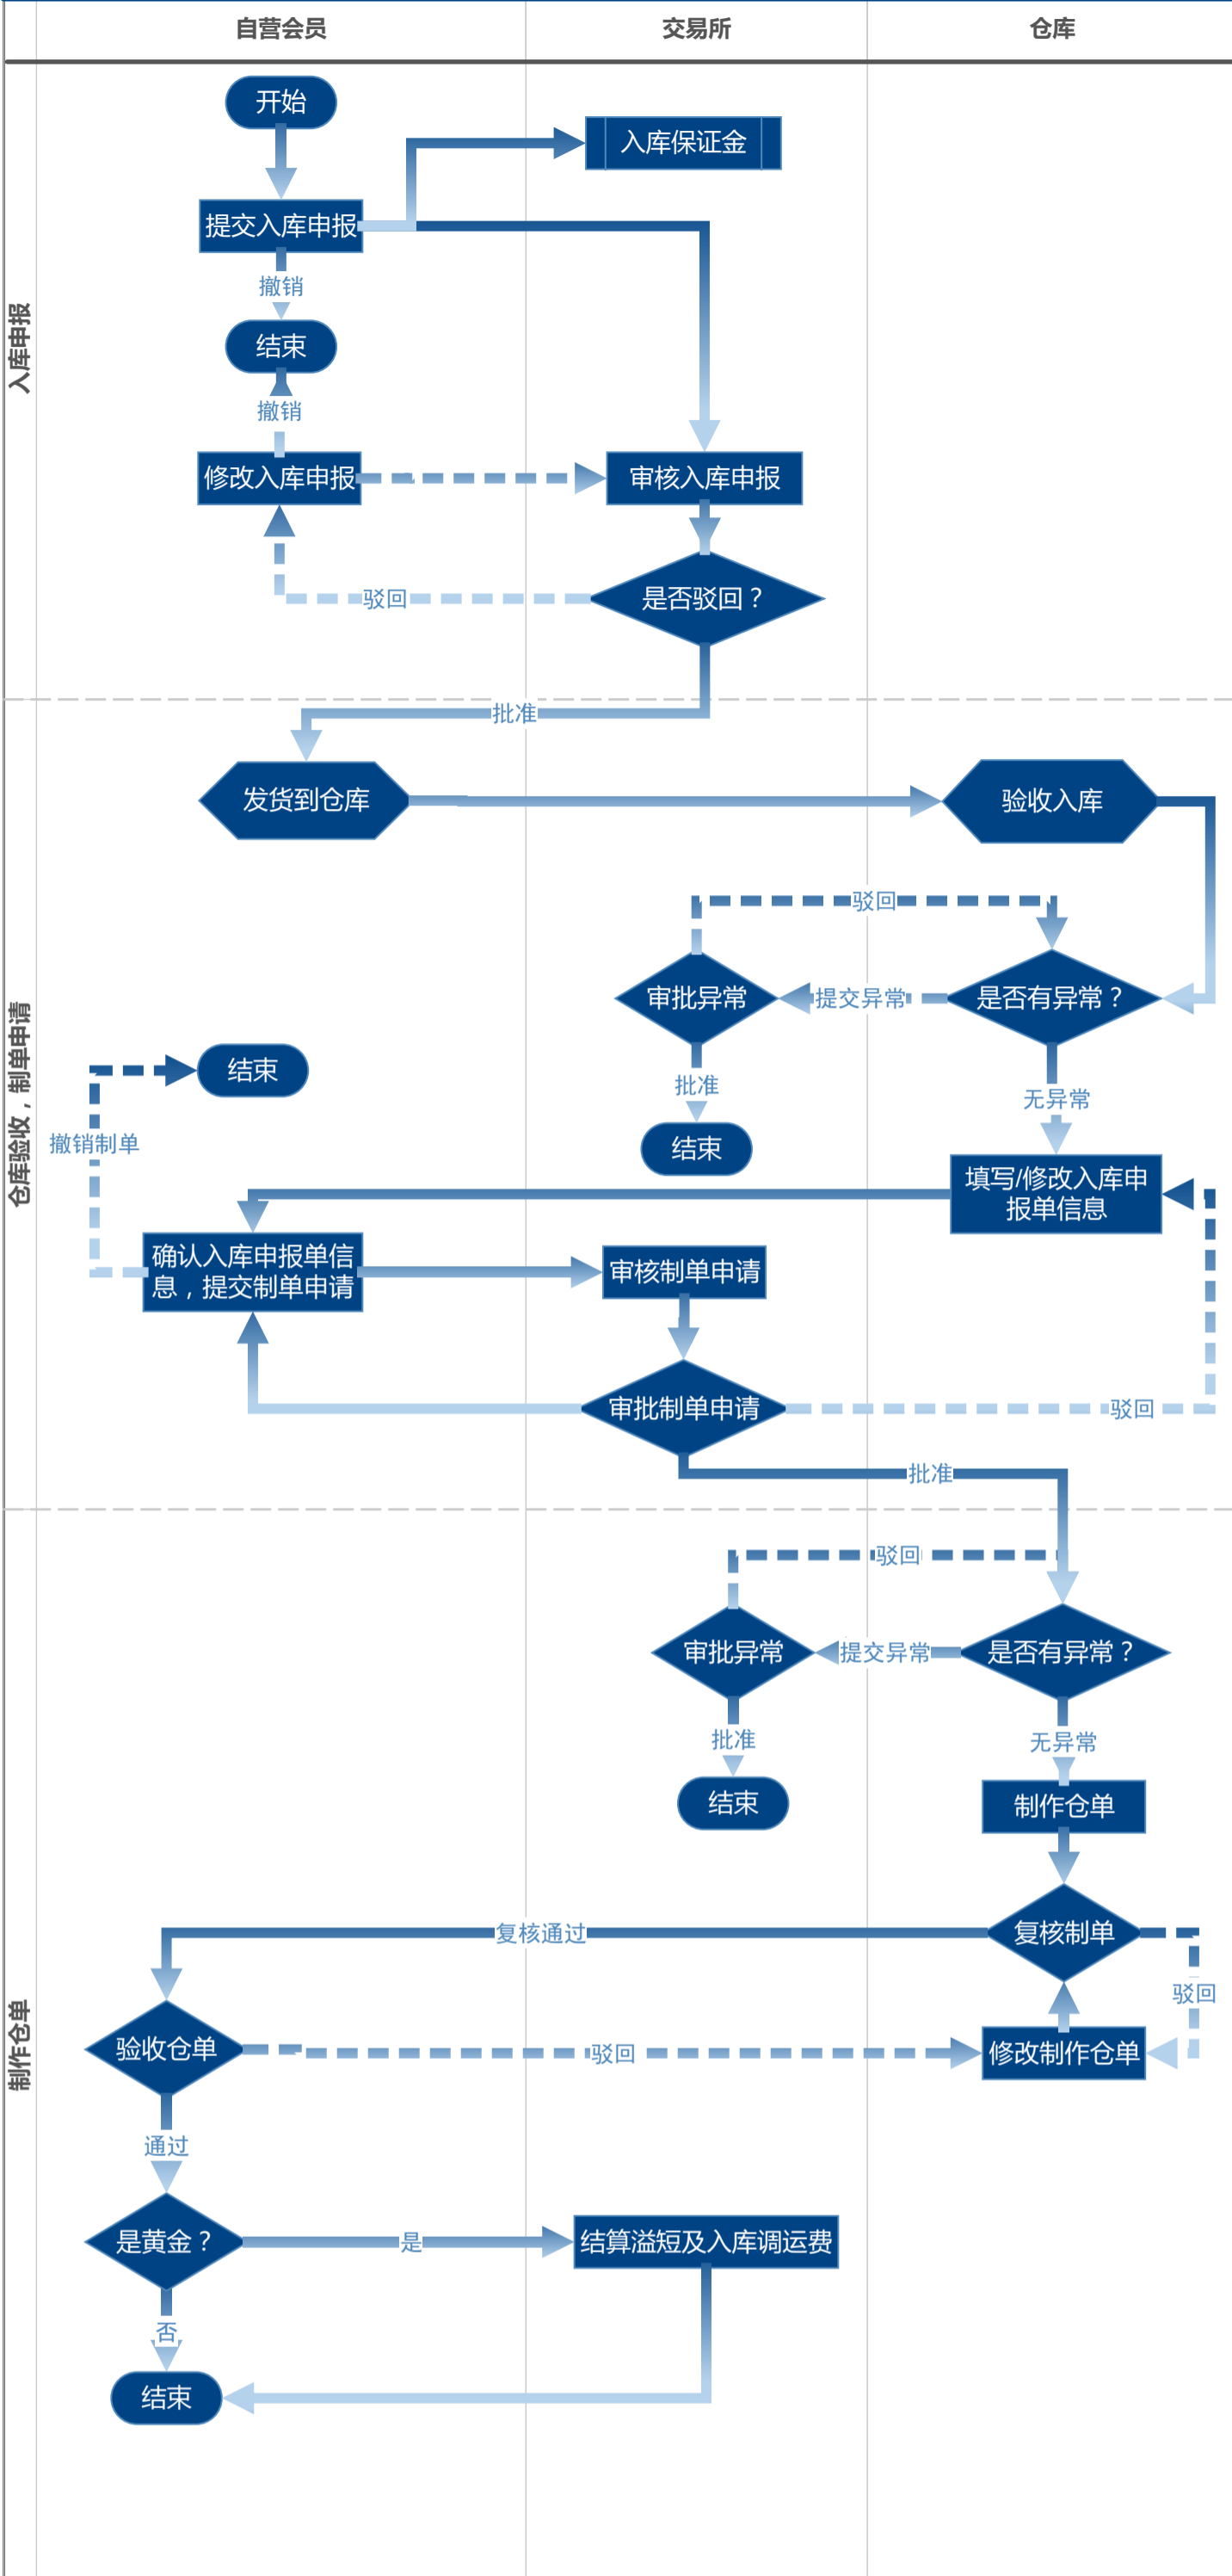 自营会员
交易所
仓库
入库申报
开始
入库保证金
提交入库申报
撤销
结束
撤销
修改入库申报
审核入库申报
驳回
是否驳回？
批准
仓库验收，制单申请
发货到仓库
验收入库
驳回
审批异常
提交异常
是否有异常？
结束
批准
无异常
撤销制单
结束
填写/修改入库申
报单信息
确认入库申报单信
息，提交制单申请
审核制单申请
审批制单申请
驳回
批准
制作仓单
驳回
审批异常
提交异常
是否有异常？
批准
无异常
结束
制作仓单
复核通过
复核制单
驳回
验收仓单
驳回
修改制作仓单
通过
是黄金？
是
结算溢短及入库调运费
否
结束